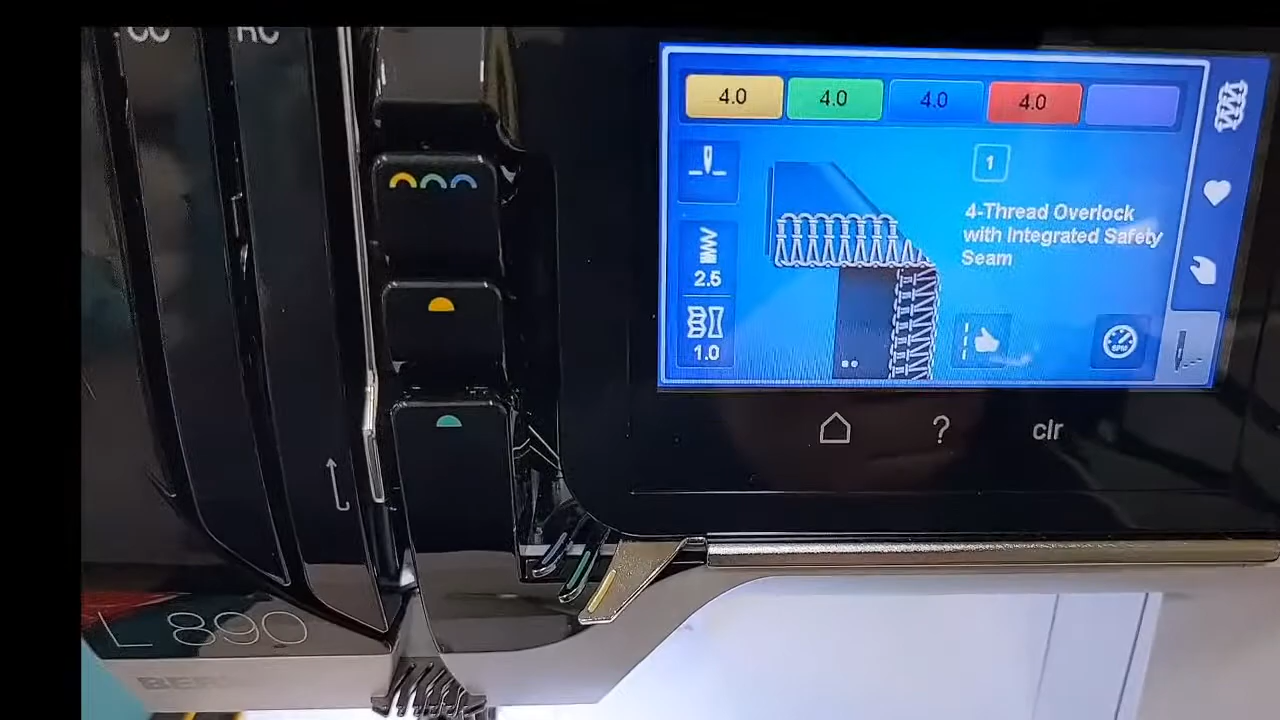 4.0 4.0 4.0 4.0
1
4-Thread Overlock
with Integrated Safety
Seam
2.5
1.0
SPM
? clr
L 890